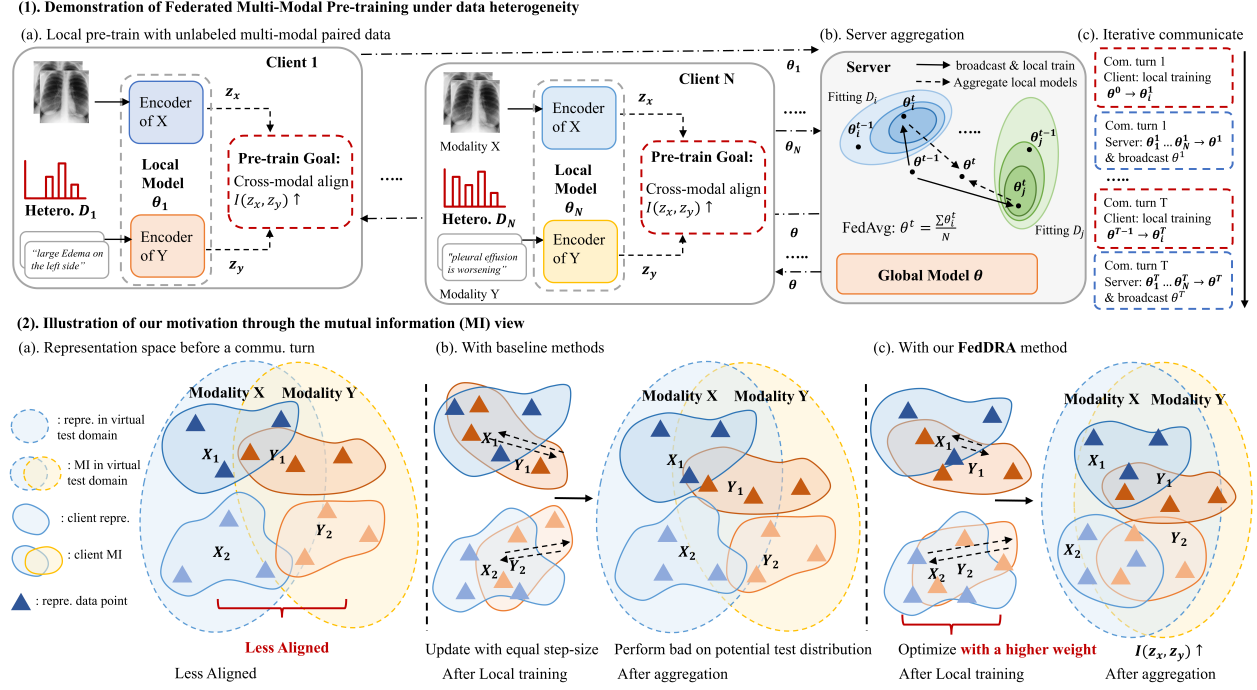 (1). Demonstration of Federated Multi-Modal Pre-training under data heterogeneity
(a). Local pre-train with unlabeled multi-modal paired data
(b). Server aggregation
(c). Iterative communicate
Client 1
Encoder
of X
z_x
Pre-train Goal:
Cross-modal align
I(z_x, z_y) ↑
Local
Model
θ_1
Hetero. D_1
"large Edema on
the left side"
Encoder
of Y
z_y
.....
Client N
Modality X
Encoder
of X
z_x
Pre-train Goal:
Cross-modal align
I(z_x, z_y) ↑
Local
Model
θ_N
Hetero. D_N
"pleural effusion
is worsening"
Modality Y
Encoder
of Y
z_y
θ_1
.....
θ_N
θ
.....
θ
Server
broadcast & local train
Aggregate local models
Fitting D_i
θ_i^t
θ_i^{t-1}
.....
θ_j^{t-1}
θ^{t-1}
θ^t
θ_j^t
FedAvg: θ^t = Σθ_i^t / N
Fitting D_j
Global Model θ
Com. turn 1
Client: local training
θ^0 → θ_i^1
Com. turn 1
Server: θ_1^1 ... θ_N^1 → θ^1
& broadcast θ^1
.....
Com. turn T
Client: local training
θ^{T-1} → θ_i^T
Com. turn T
Server: θ_1^T ... θ_N^T → θ^T
& broadcast θ^T
(2). Illustration of our motivation through the mutual information (MI) view
(a). Representation space before a commu. turn
(b). With baseline methods
(c). With our FedDRA method
: repre. in virtual
test domain
: MI in virtual
test domain
: client repre.
: client MI
: repre. data point
Modality X
Modality Y
X_1
Y_1
X_2
Y_2
Less Aligned
Less Aligned
X_1
Y_1
X_2
Y_2
Update with equal step-size
After Local training
Modality X
Modality Y
X_1
Y_1
X_2
Y_2
Perform bad on potential test distribution
After aggregation
X_1
Y_1
X_2
Y_2
Optimize with a higher weight
After Local training
Modality X
Modality Y
X_1
Y_1
X_2
Y_2
I(z_x, z_y) ↑
After aggregation